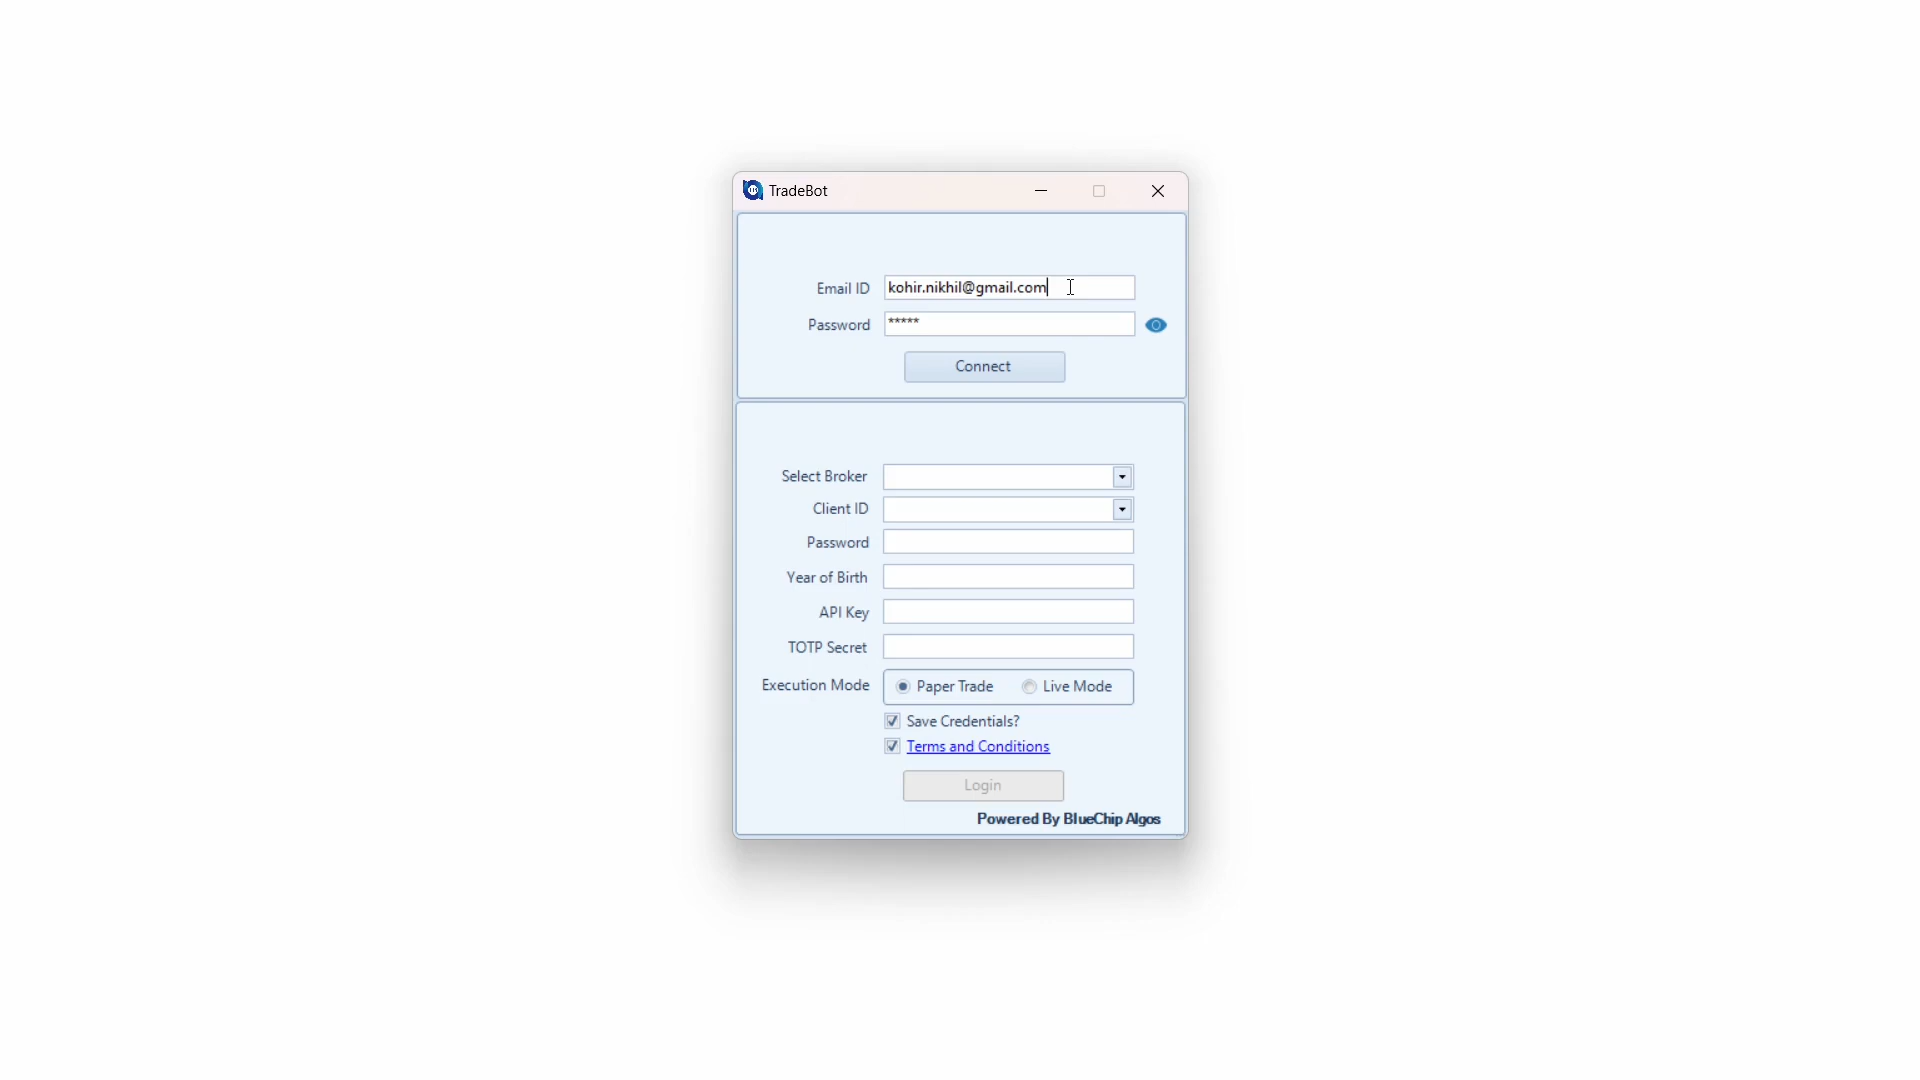 TradeBot
Email ID kohir.nikhil@gmail.com
Password *****
Connect
Select Broker
Client ID
Password
Year of Birth
API Key
TOTP Secret
Execution Mode Paper Trade Live Mode
Save Credentials?
Terms and Conditions
Login
Powered By BlueChip Algos